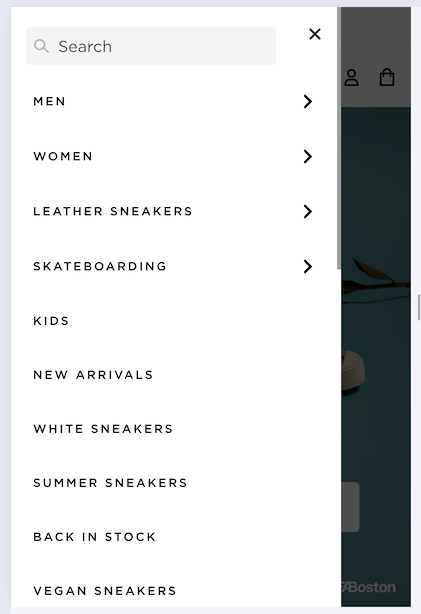 Search
MEN
WOMEN
LEATHER SNEAKERS
SKATEBOARDING
KIDS
NEW ARRIVALS
WHITE SNEAKERS
SUMMER SNEAKERS
BACK IN STOCK
VEGAN SNEAKERS
Boston